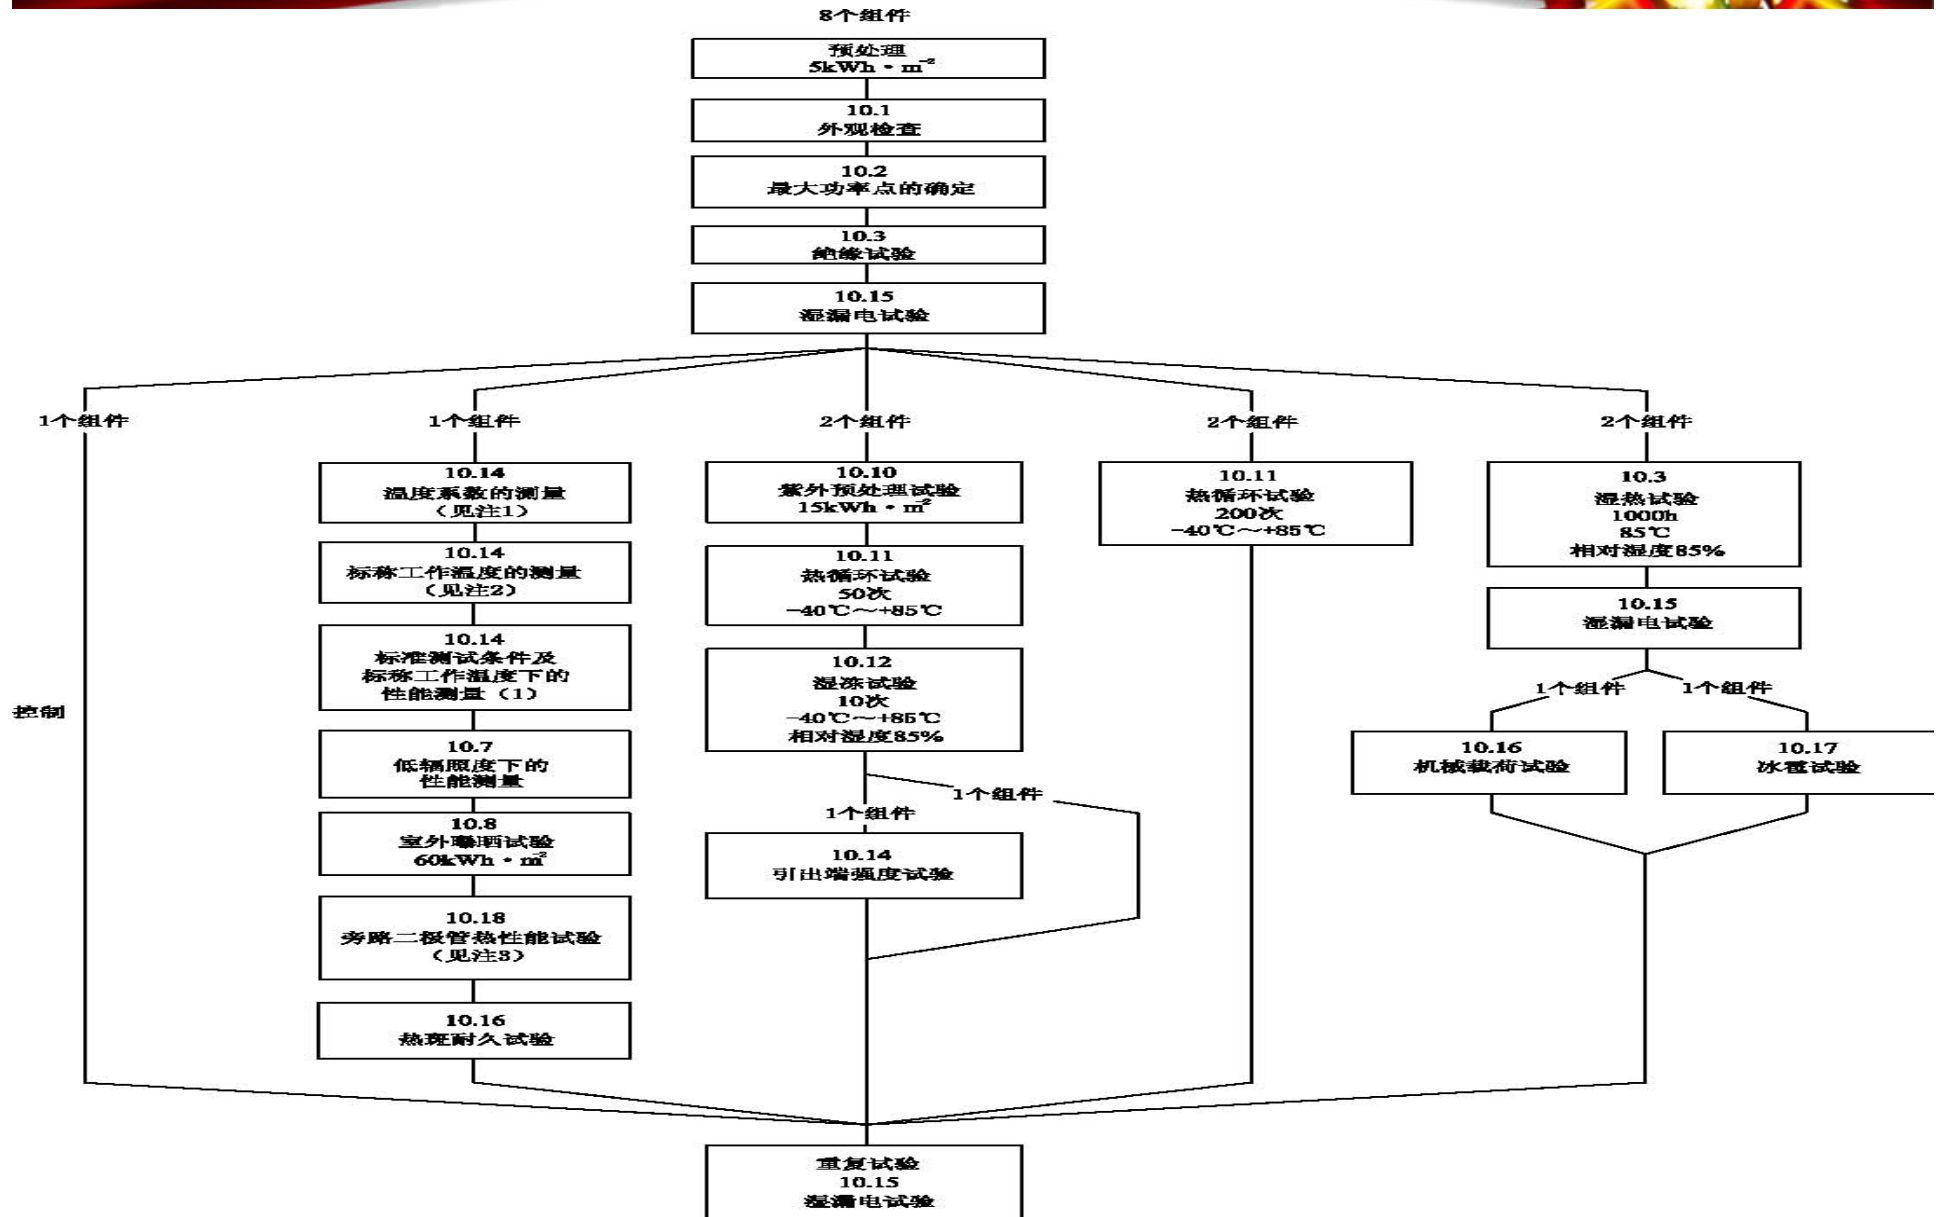 8个组件
预处理
5kWh·m⁻²
10.1
外观检查
10.2
最大功率点的确定
10.3
绝缘试验
10.15
湿漏电试验
1个组件
1个组件
2个组件
2个组件
2个组件
控制
10.14
温度系数的测量
（见注1）
10.14
标称工作温度的测量
（见注2）
10.14
标准测试条件及
标称工作温度下的
性能测量（1）
10.7
低辐照度下的
性能测量
10.8
室外曝晒试验
60kWh·m⁻²
10.18
旁路二极管热性能试验
（见注3）
10.16
热斑耐久试验
10.10
紫外预处理试验
15kWh·m⁻²
10.11
热循环试验
50次
-40℃～+85℃
10.12
湿冻试验
10次
-40℃～+85℃
相对湿度85%
1个组件
1个组件
10.14
引出端强度试验
10.11
热循环试验
200次
-40℃～+85℃
10.3
湿热试验
1000h
85℃
相对湿度85%
10.15
湿漏电试验
1个组件
1个组件
10.16
机械载荷试验
10.17
冰雹试验
重复试验
10.15
湿漏电试验